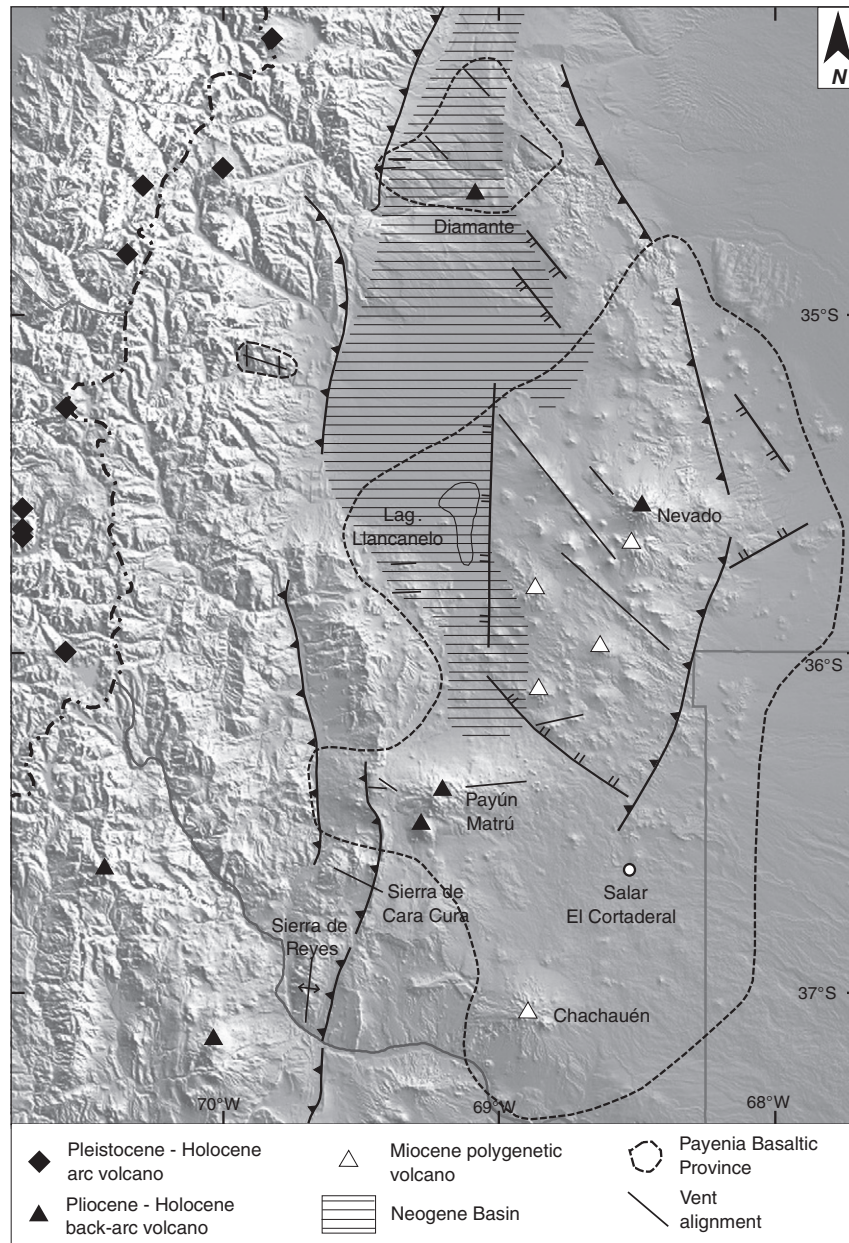 N
Diamante
35°S
Lag.
Llancanelo
Nevado
36°S
Payún
Matrú
Sierra de
Cara Cura
Salar
El Cortaderal
Sierra de
Reyes
37°S
Chachauén
70°W
69°W
68°W
Pleistocene - Holocene
arc volcano
Miocene polygenetic
volcano
Payenia Basaltic
Province
Pliocene - Holocene
back-arc volcano
Neogene Basin
Vent
alignment